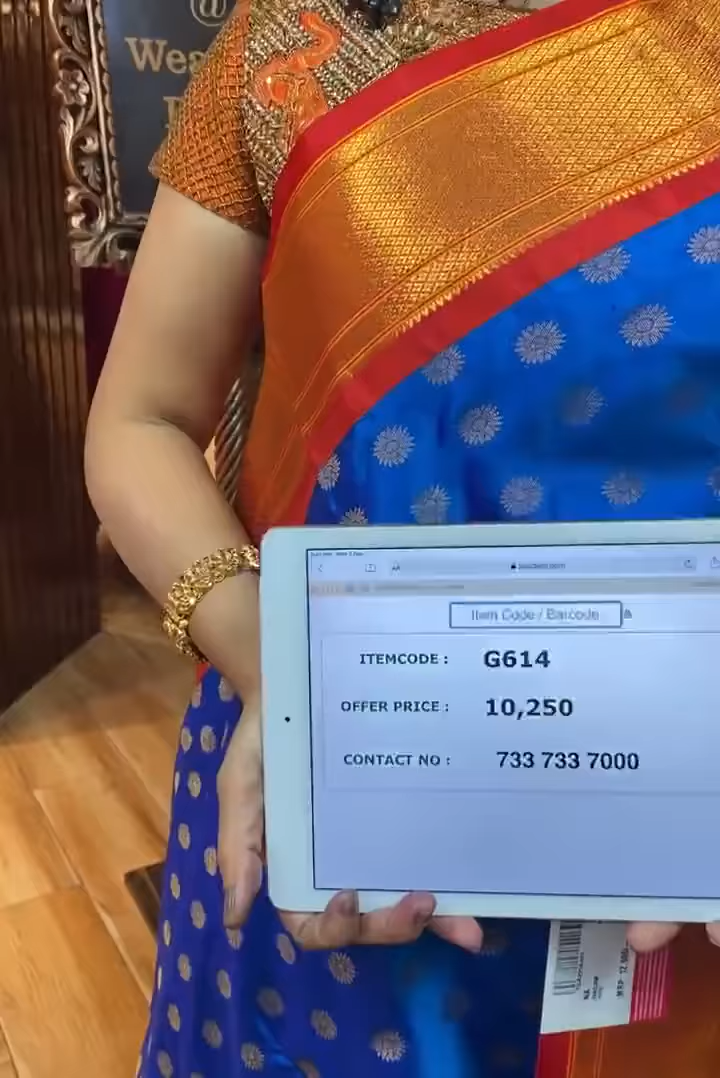 @
Item Code / Barcode
ITEMCODE : G614
OFFER PRICE : 10,250
CONTACT NO : 733 733 7000